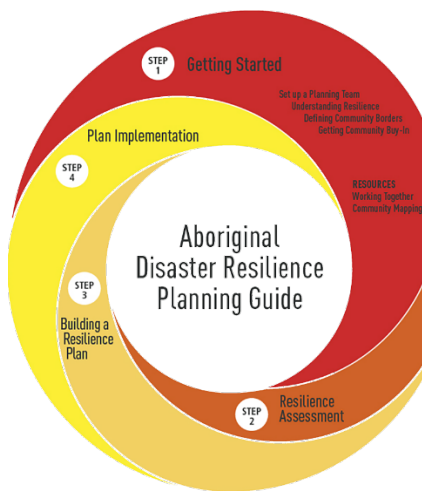 STEP
1
Getting Started
Set up a Planning Team
Understanding Resilience
Defining Community Borders
Getting Community Buy-In
RESOURCES
Working Together
Community Mapping
Plan Implementation
STEP
4
Aboriginal
Disaster Resilience
Planning Guide
STEP
3
Building a
Resilience
Plan
STEP
2
Resilience
Assessment